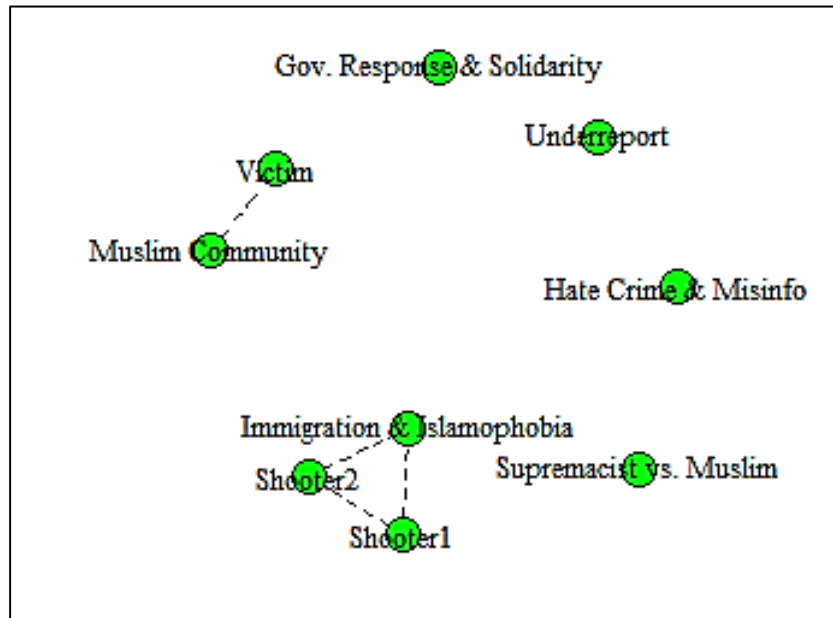 Gov. Response & Solidarity
Underreport
Victim
Muslim Community
Hate Crime & Misinfo
Immigration & Islamophobia
Supremacist vs. Muslim
Shooter2
Shooter1